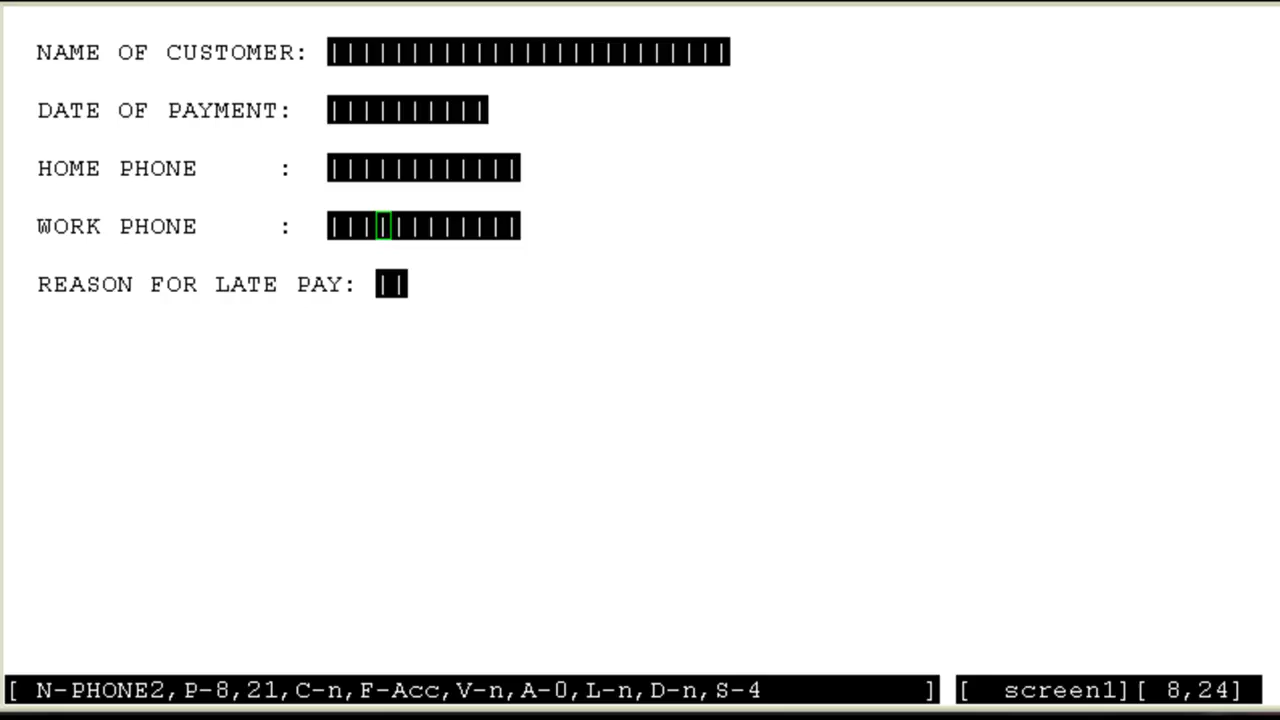 NAME OF CUSTOMER: |||||||||||||||||||||||||
DATE OF PAYMENT: ||||||||||
HOME PHONE : ||||||||||||
WORK PHONE : ||||||||||||
REASON FOR LATE PAY: ||
[ N-PHONE2,P-8,21,C-n,F-Acc,V-n,A-0,L-n,D-n,S-4 ] [ screen1][ 8,24]